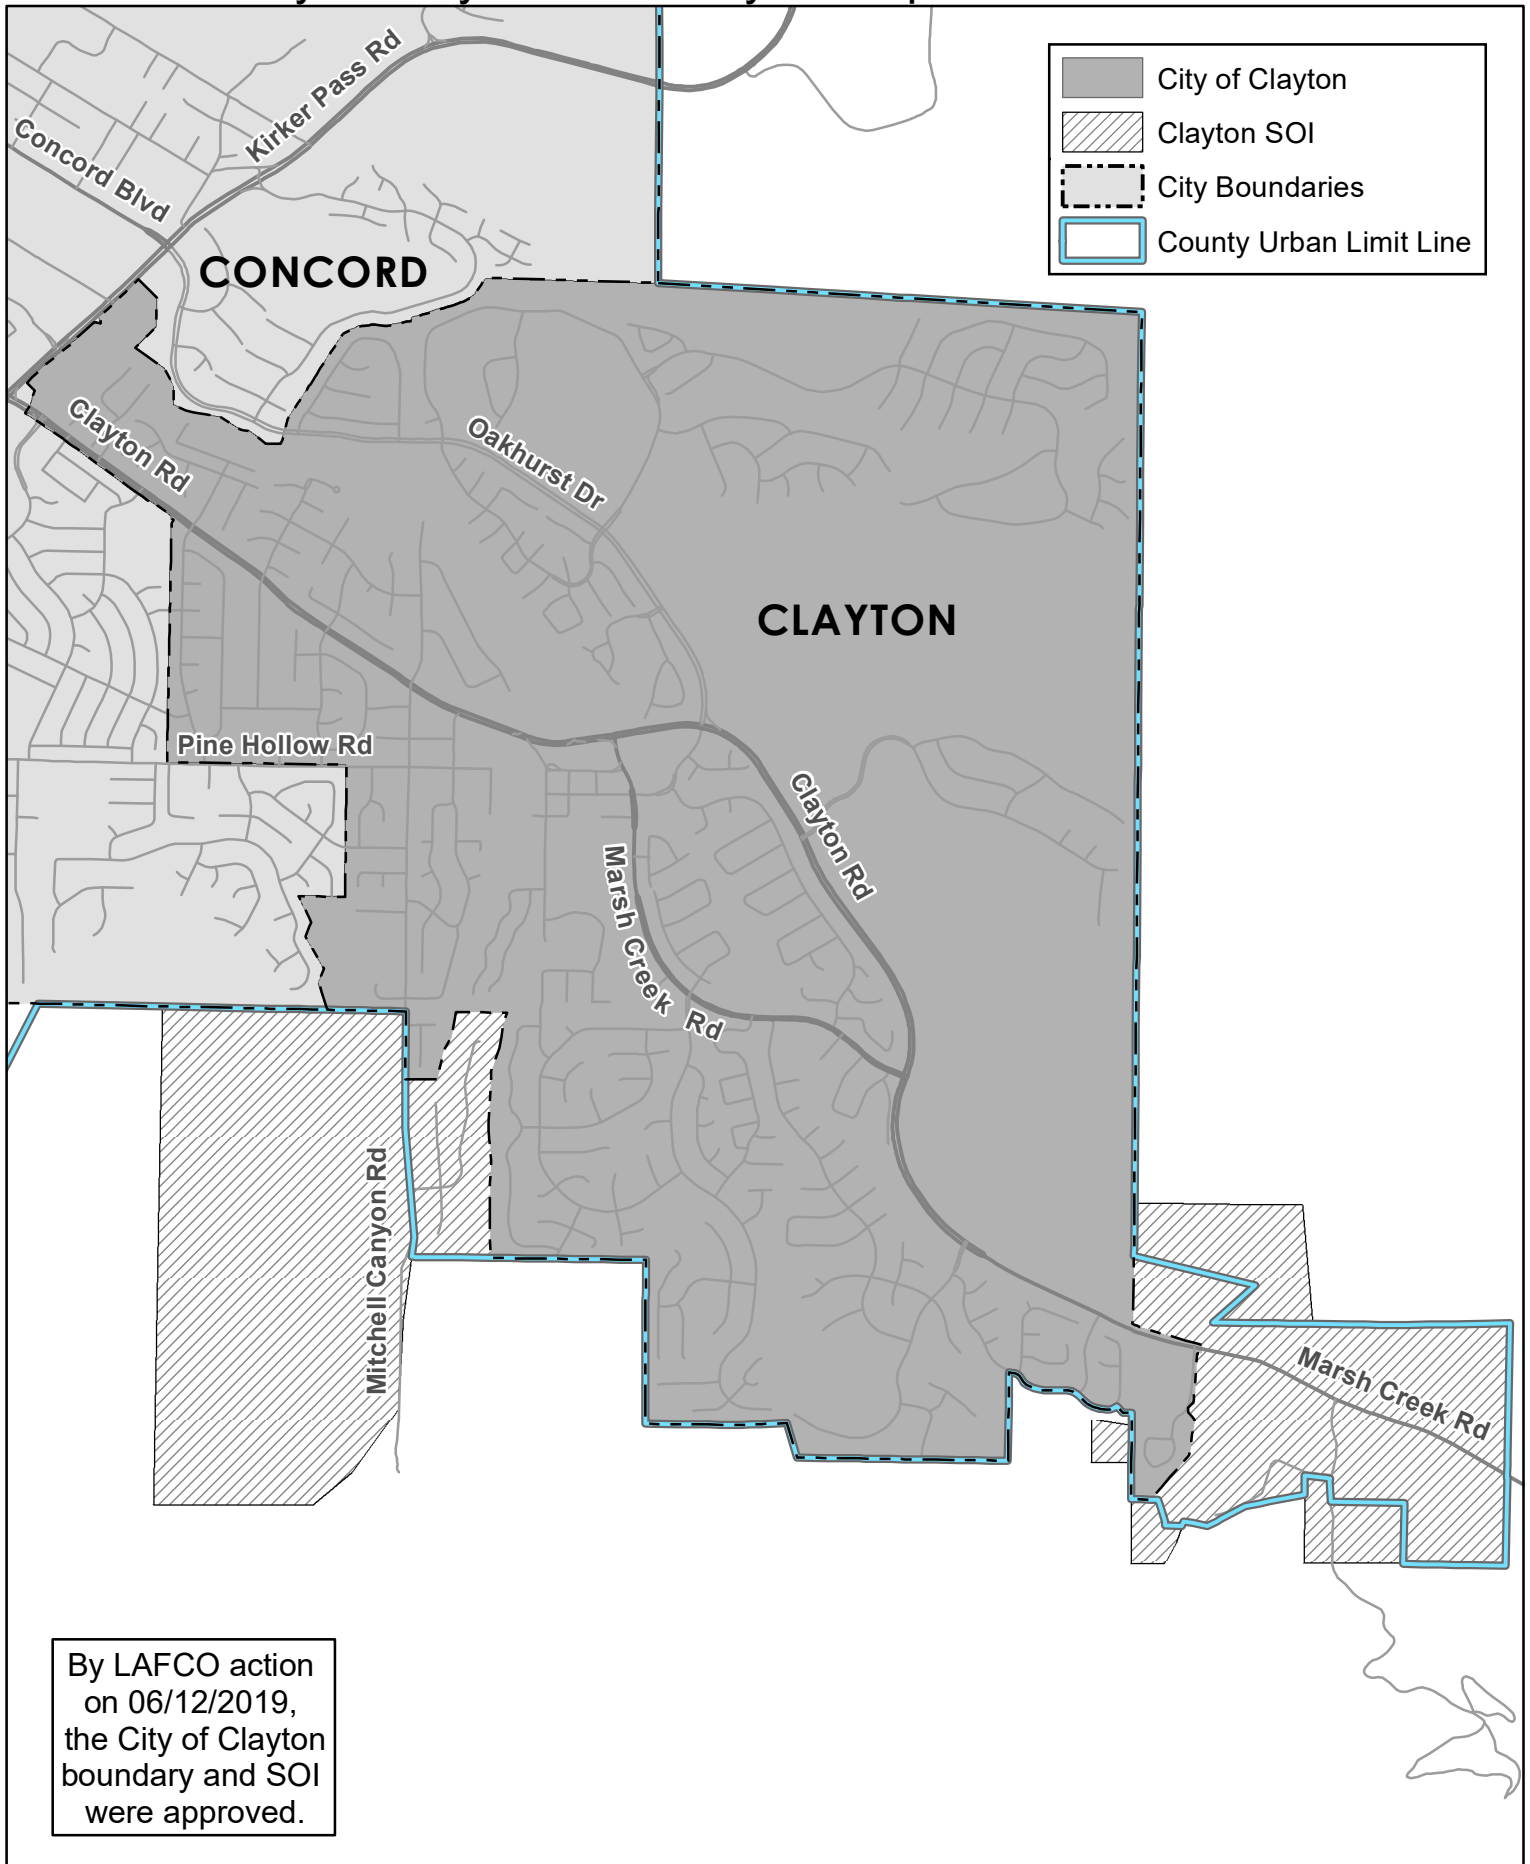 Kirker Pass Rd
Concord Blvd
CONCORD
City of Clayton
Clayton SOI
City Boundaries
County Urban Limit Line
Clayton Rd
Oakhurst Dr
CLAYTON
Pine Hollow Rd
Clayton Rd
Marsh Creek Rd
Mitchell Canyon Rd
Marsh Creek Rd
By LAFCO action
on 06/12/2019,
the City of Clayton
boundary and SOI
were approved.